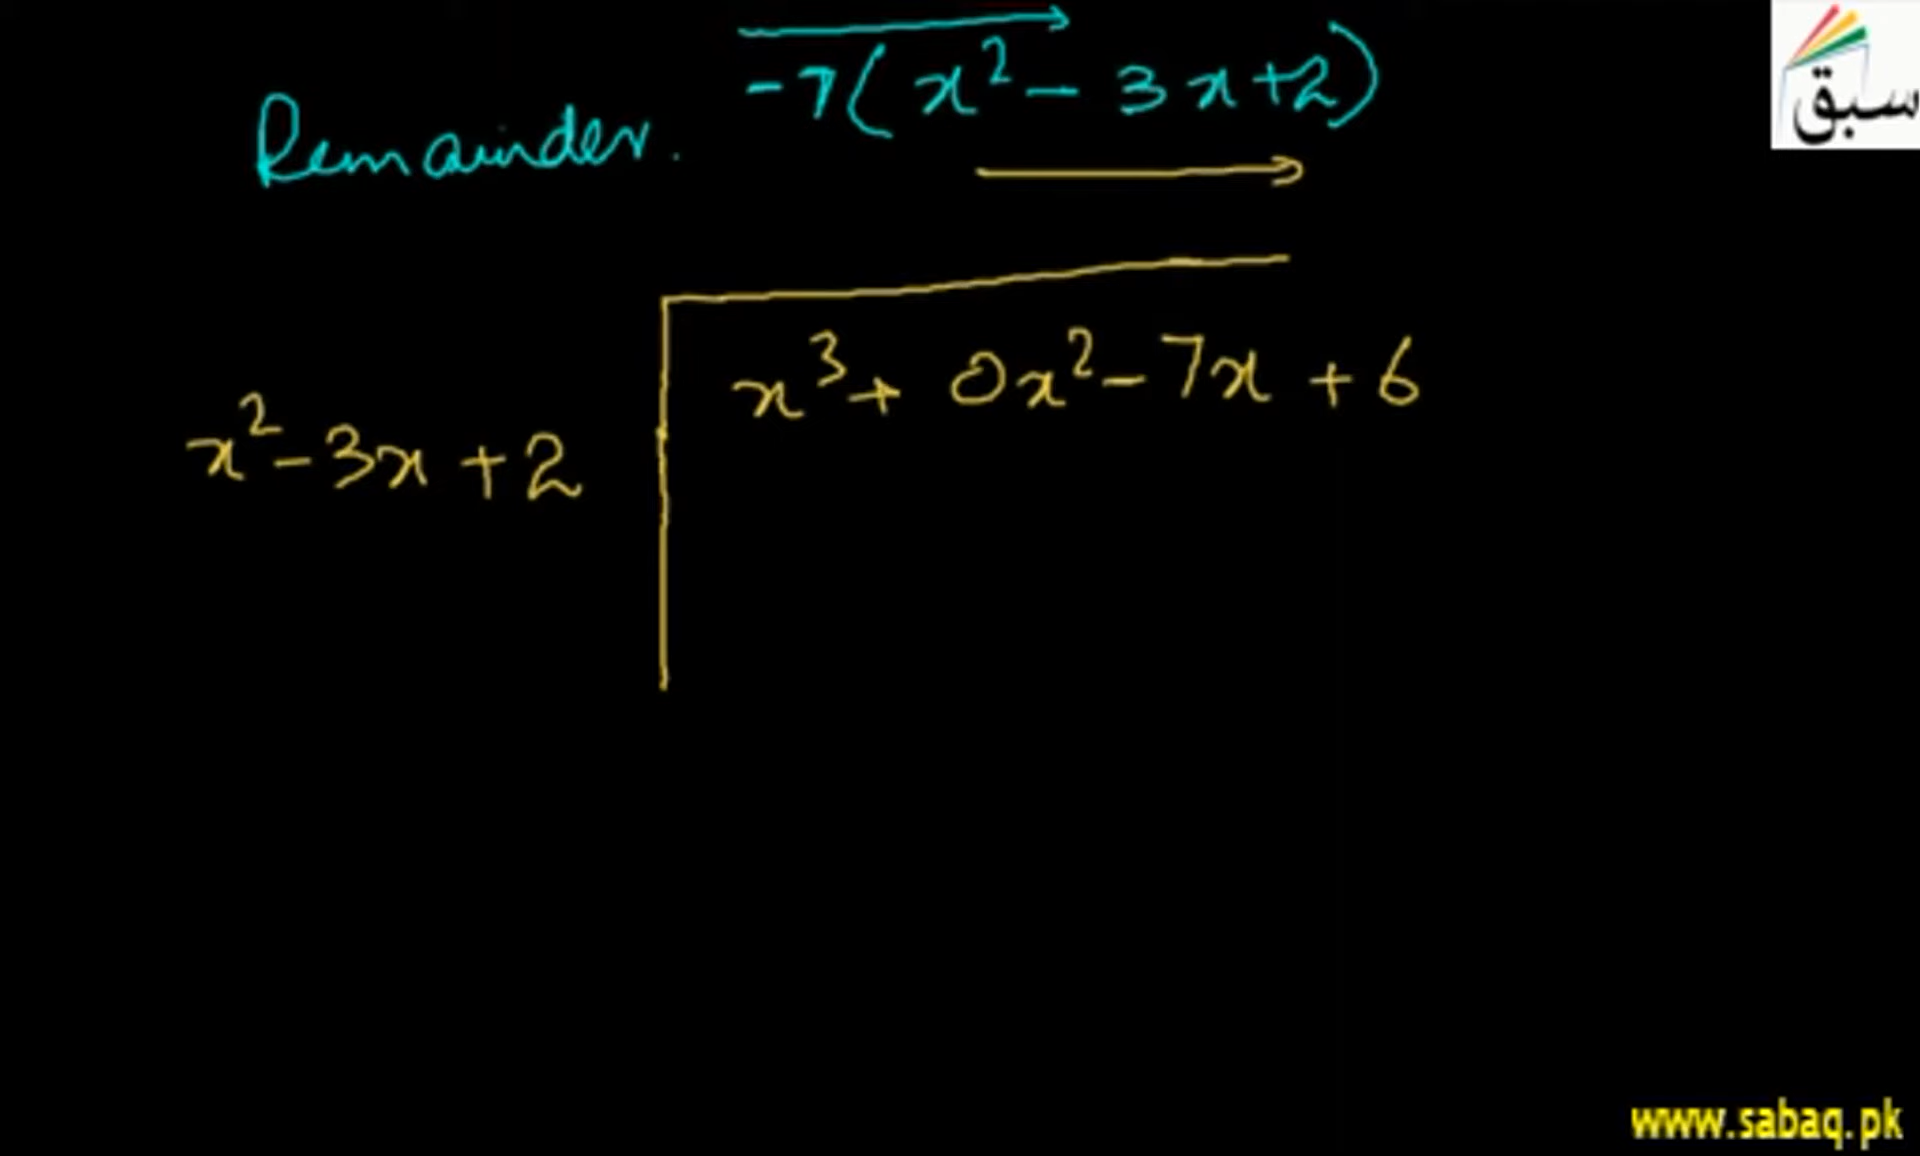 -7(x² - 3x+2)
سبق
Remainder.
x³ + 0x² - 7x + 6
x² - 3x + 2
www.sabaq.pk